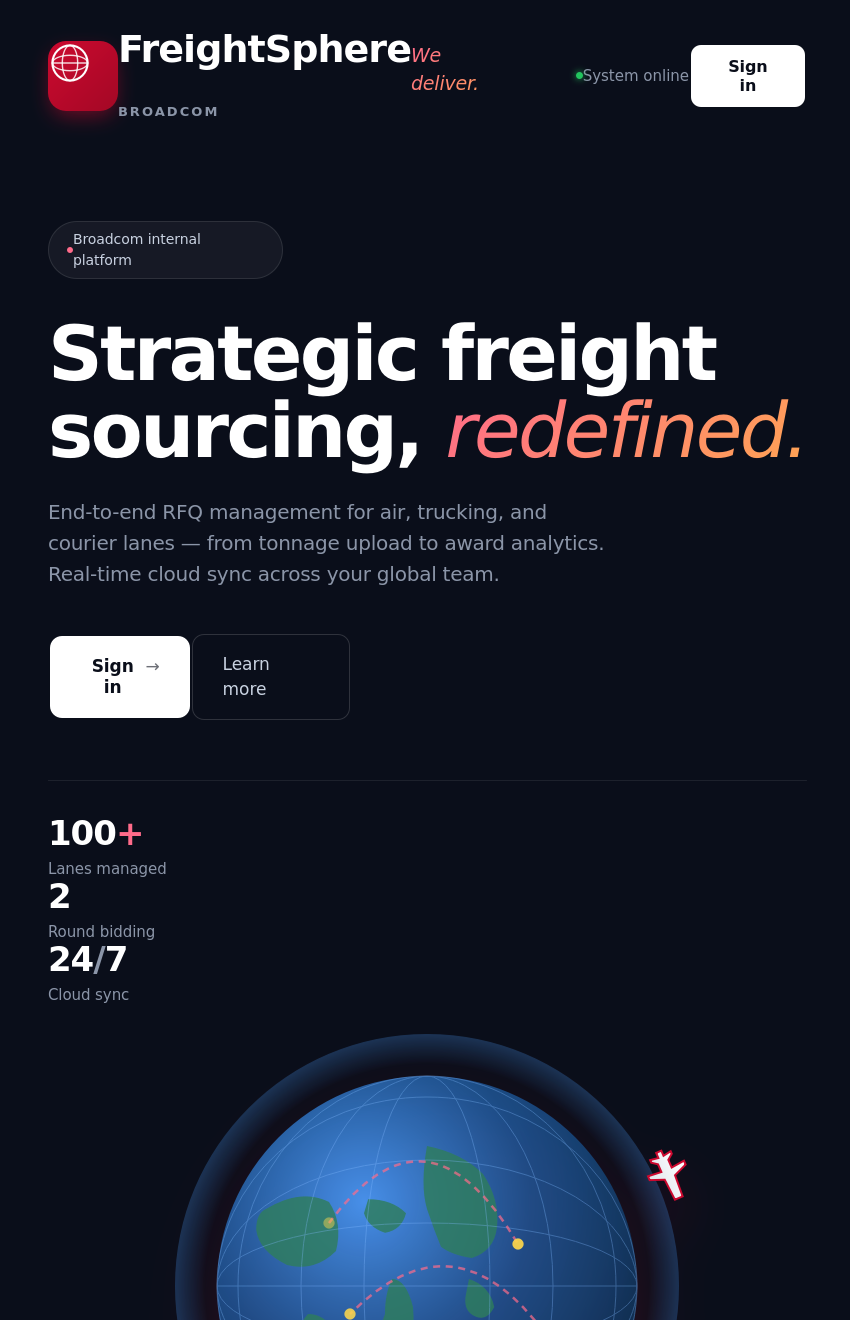 FreightSphere
BROADCOM
We
deliver.
System online
Sign
in
Broadcom internal
platform
Strategic freight
sourcing, redefined.
End-to-end RFQ management for air, trucking, and
courier lanes — from tonnage upload to award analytics.
Real-time cloud sync across your global team.
Sign →
in
Learn
more
100+
Lanes managed
2
Round bidding
24/7
Cloud sync